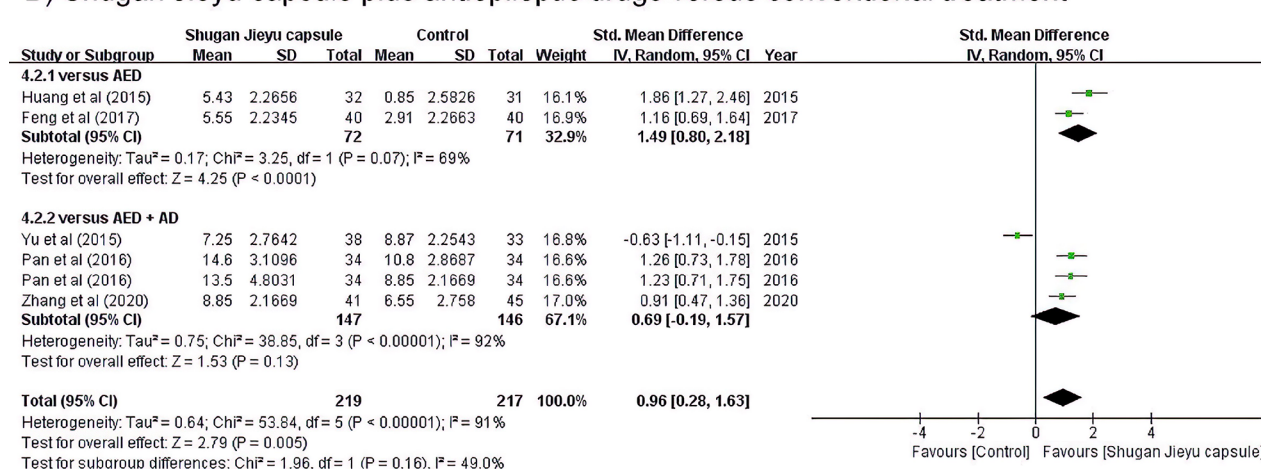 Shugan Jieyu capsule Control Std. Mean Difference Std. Mean Difference
Study or Subgroup Mean SD Total Mean SD Total Weight IV, Random, 95% CI Year IV, Random, 95% CI
4.2.1 versus AED
Huang et al (2015) 5.43 2.2656 32 0.85 2.5826 31 16.1% 1.86 [1.27, 2.46] 2015
Feng et al (2017) 5.55 2.2345 40 2.91 2.2663 40 16.9% 1.16 [0.69, 1.64] 2017
Subtotal (95% CI) 72 71 32.9% 1.49 [0.80, 2.18]
Heterogeneity: Tau² = 0.17; Chi² = 3.25, df = 1 (P = 0.07); I² = 69%
Test for overall effect: Z = 4.25 (P < 0.0001)
4.2.2 versus AED + AD
Yu et al (2015) 7.25 2.7642 38 8.87 2.2543 33 16.8% -0.63 [-1.11, -0.15] 2015
Pan et al (2016) 14.6 3.1096 34 10.8 2.8687 34 16.6% 1.26 [0.73, 1.78] 2016
Pan et al (2016) 13.5 4.8031 34 8.85 2.1669 34 16.6% 1.23 [0.71, 1.75] 2016
Zhang et al (2020) 8.85 2.1669 41 6.55 2.758 45 17.0% 0.91 [0.47, 1.36] 2020
Subtotal (95% CI) 147 146 67.1% 0.69 [-0.19, 1.57]
Heterogeneity: Tau² = 0.75; Chi² = 38.85, df = 3 (P < 0.00001); I² = 92%
Test for overall effect: Z = 1.53 (P = 0.13)
Total (95% CI) 219 217 100.0% 0.96 [0.28, 1.63]
Heterogeneity: Tau² = 0.64; Chi² = 53.84, df = 5 (P < 0.00001); I² = 91%
Test for overall effect: Z = 2.79 (P = 0.005)
Test for subgroup differences: Chi² = 1.96, df = 1 (P = 0.16), I² = 49.0%
-4 -2 0 2 4
Favours [Control] Favours [Shugan Jieyu capsule]